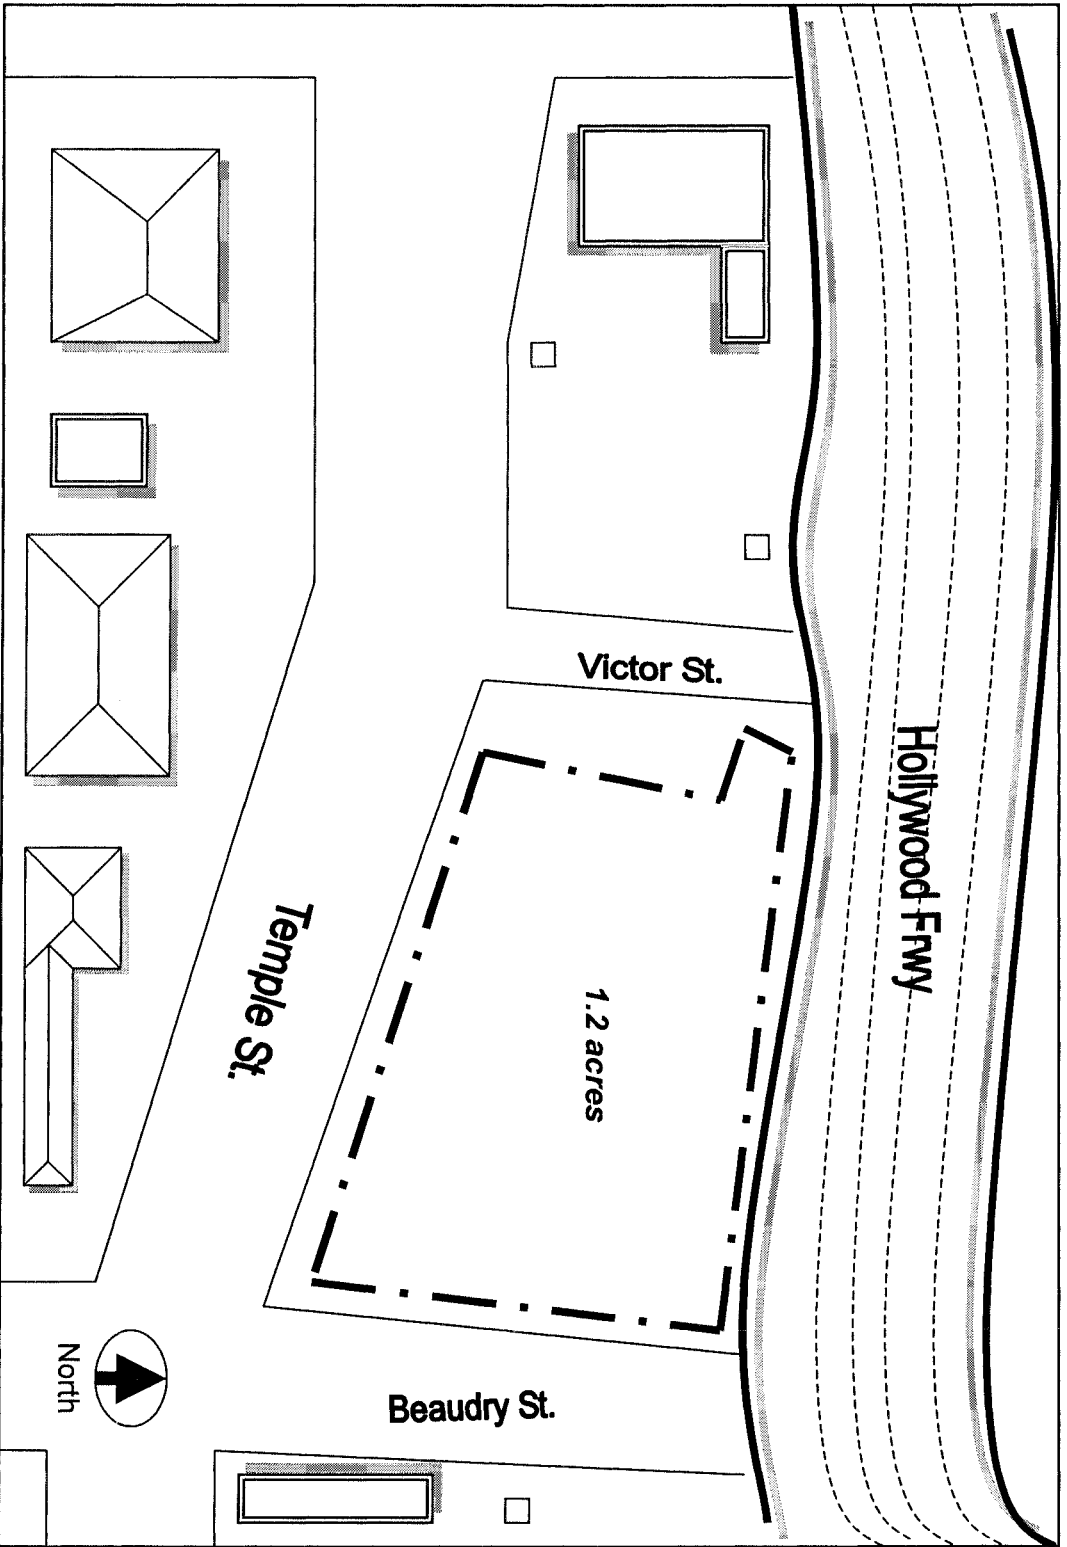 Hollywood Frwy
Victor St.
1.2 acres
Temple St.
Beaudry St.
North